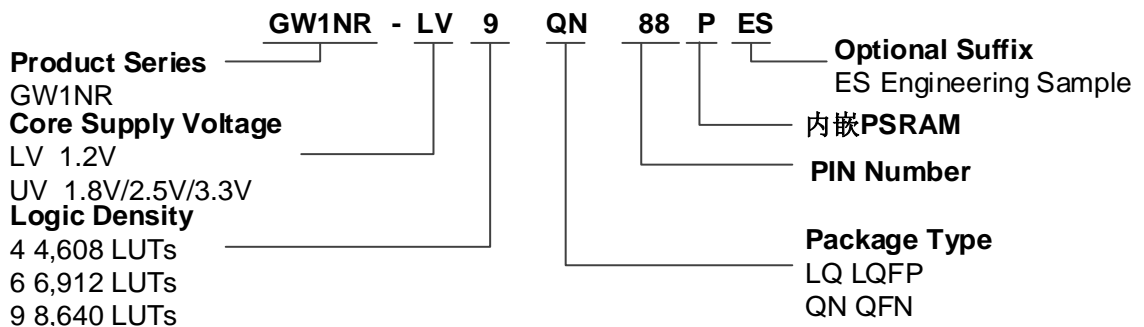 GW1NR - LV 9 QN 88 P ES
Product Series
GW1NR
Core Supply Voltage
LV 1.2V
UV 1.8V/2.5V/3.3V
Logic Density
4 4,608 LUTs
6 6,912 LUTs
9 8,640 LUTs
Optional Suffix
ES Engineering Sample
内嵌PSRAM
PIN Number
Package Type
LQ LQFP
QN QFN